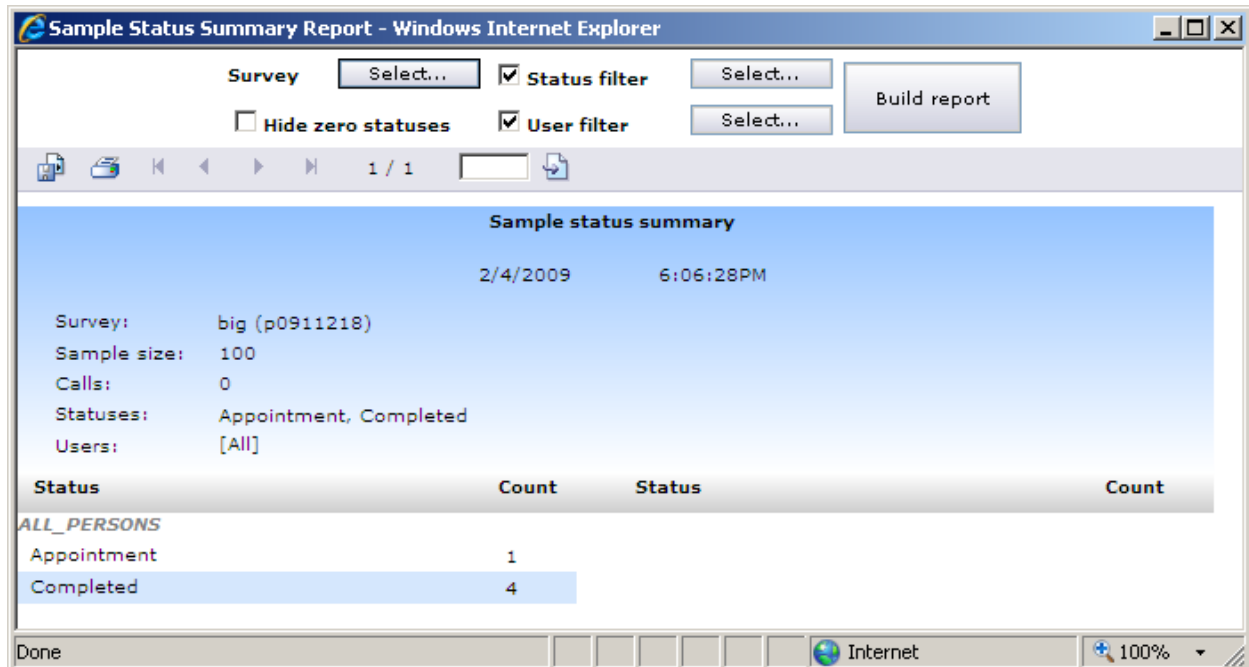 Sample Status Summary Report - Windows Internet Explorer
Survey Select... Status filter Select... Build report
Hide zero statuses User filter Select...
1 / 1
Sample status summary
2/4/2009 6:06:28PM
Survey: big (p0911218)
Sample size: 100
Calls: 0
Statuses: Appointment, Completed
Users: [All]
Status Count Status Count
ALL_PERSONS
Appointment 1
Completed 4
Done Internet 100%